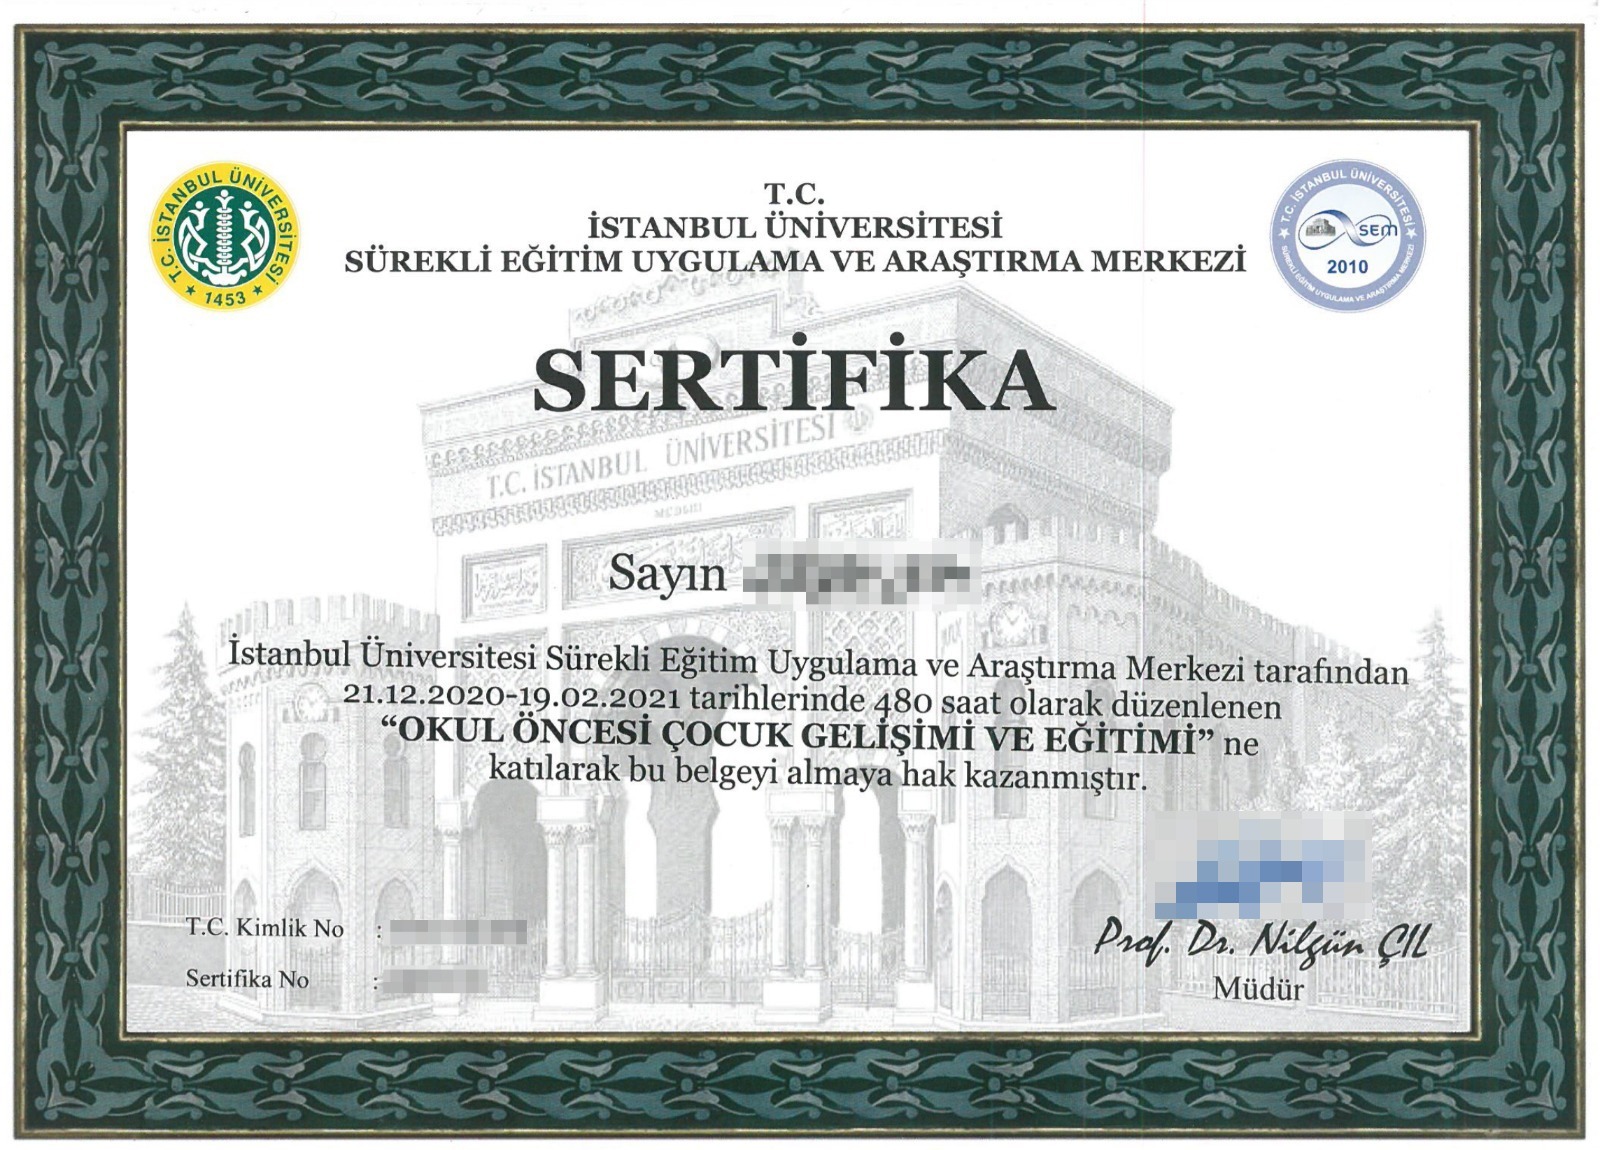 T.C. İSTANBUL ÜNİVERSİTESİ
★ 1453 ★
T.C.
İSTANBUL ÜNİVERSİTESİ
SÜREKLİ EĞİTİM UYGULAMA VE ARAŞTIRMA MERKEZİ
T.C. İSTANBUL ÜNİVERSİTESİ
SEM
2010
SÜREKLİ EĞİTİM UYGULAMA VE ARAŞTIRMA MERKEZİ
SERTİFİKA
T.C. İSTANBUL ÜNİVERSİTESİ
Sayın
İstanbul Üniversitesi Sürekli Eğitim Uygulama ve Araştırma Merkezi tarafından
21.12.2020-19.02.2021 tarihlerinde 480 saat olarak düzenlenen
“OKUL ÖNCESİ ÇOCUK GELİŞİMİ VE EĞİTİMİ” ne
katılarak bu belgeyi almaya hak kazanmıştır.
T.C. Kimlik No :
Sertifika No :
Prof. Dr. Nilgün ÇIL
Müdür